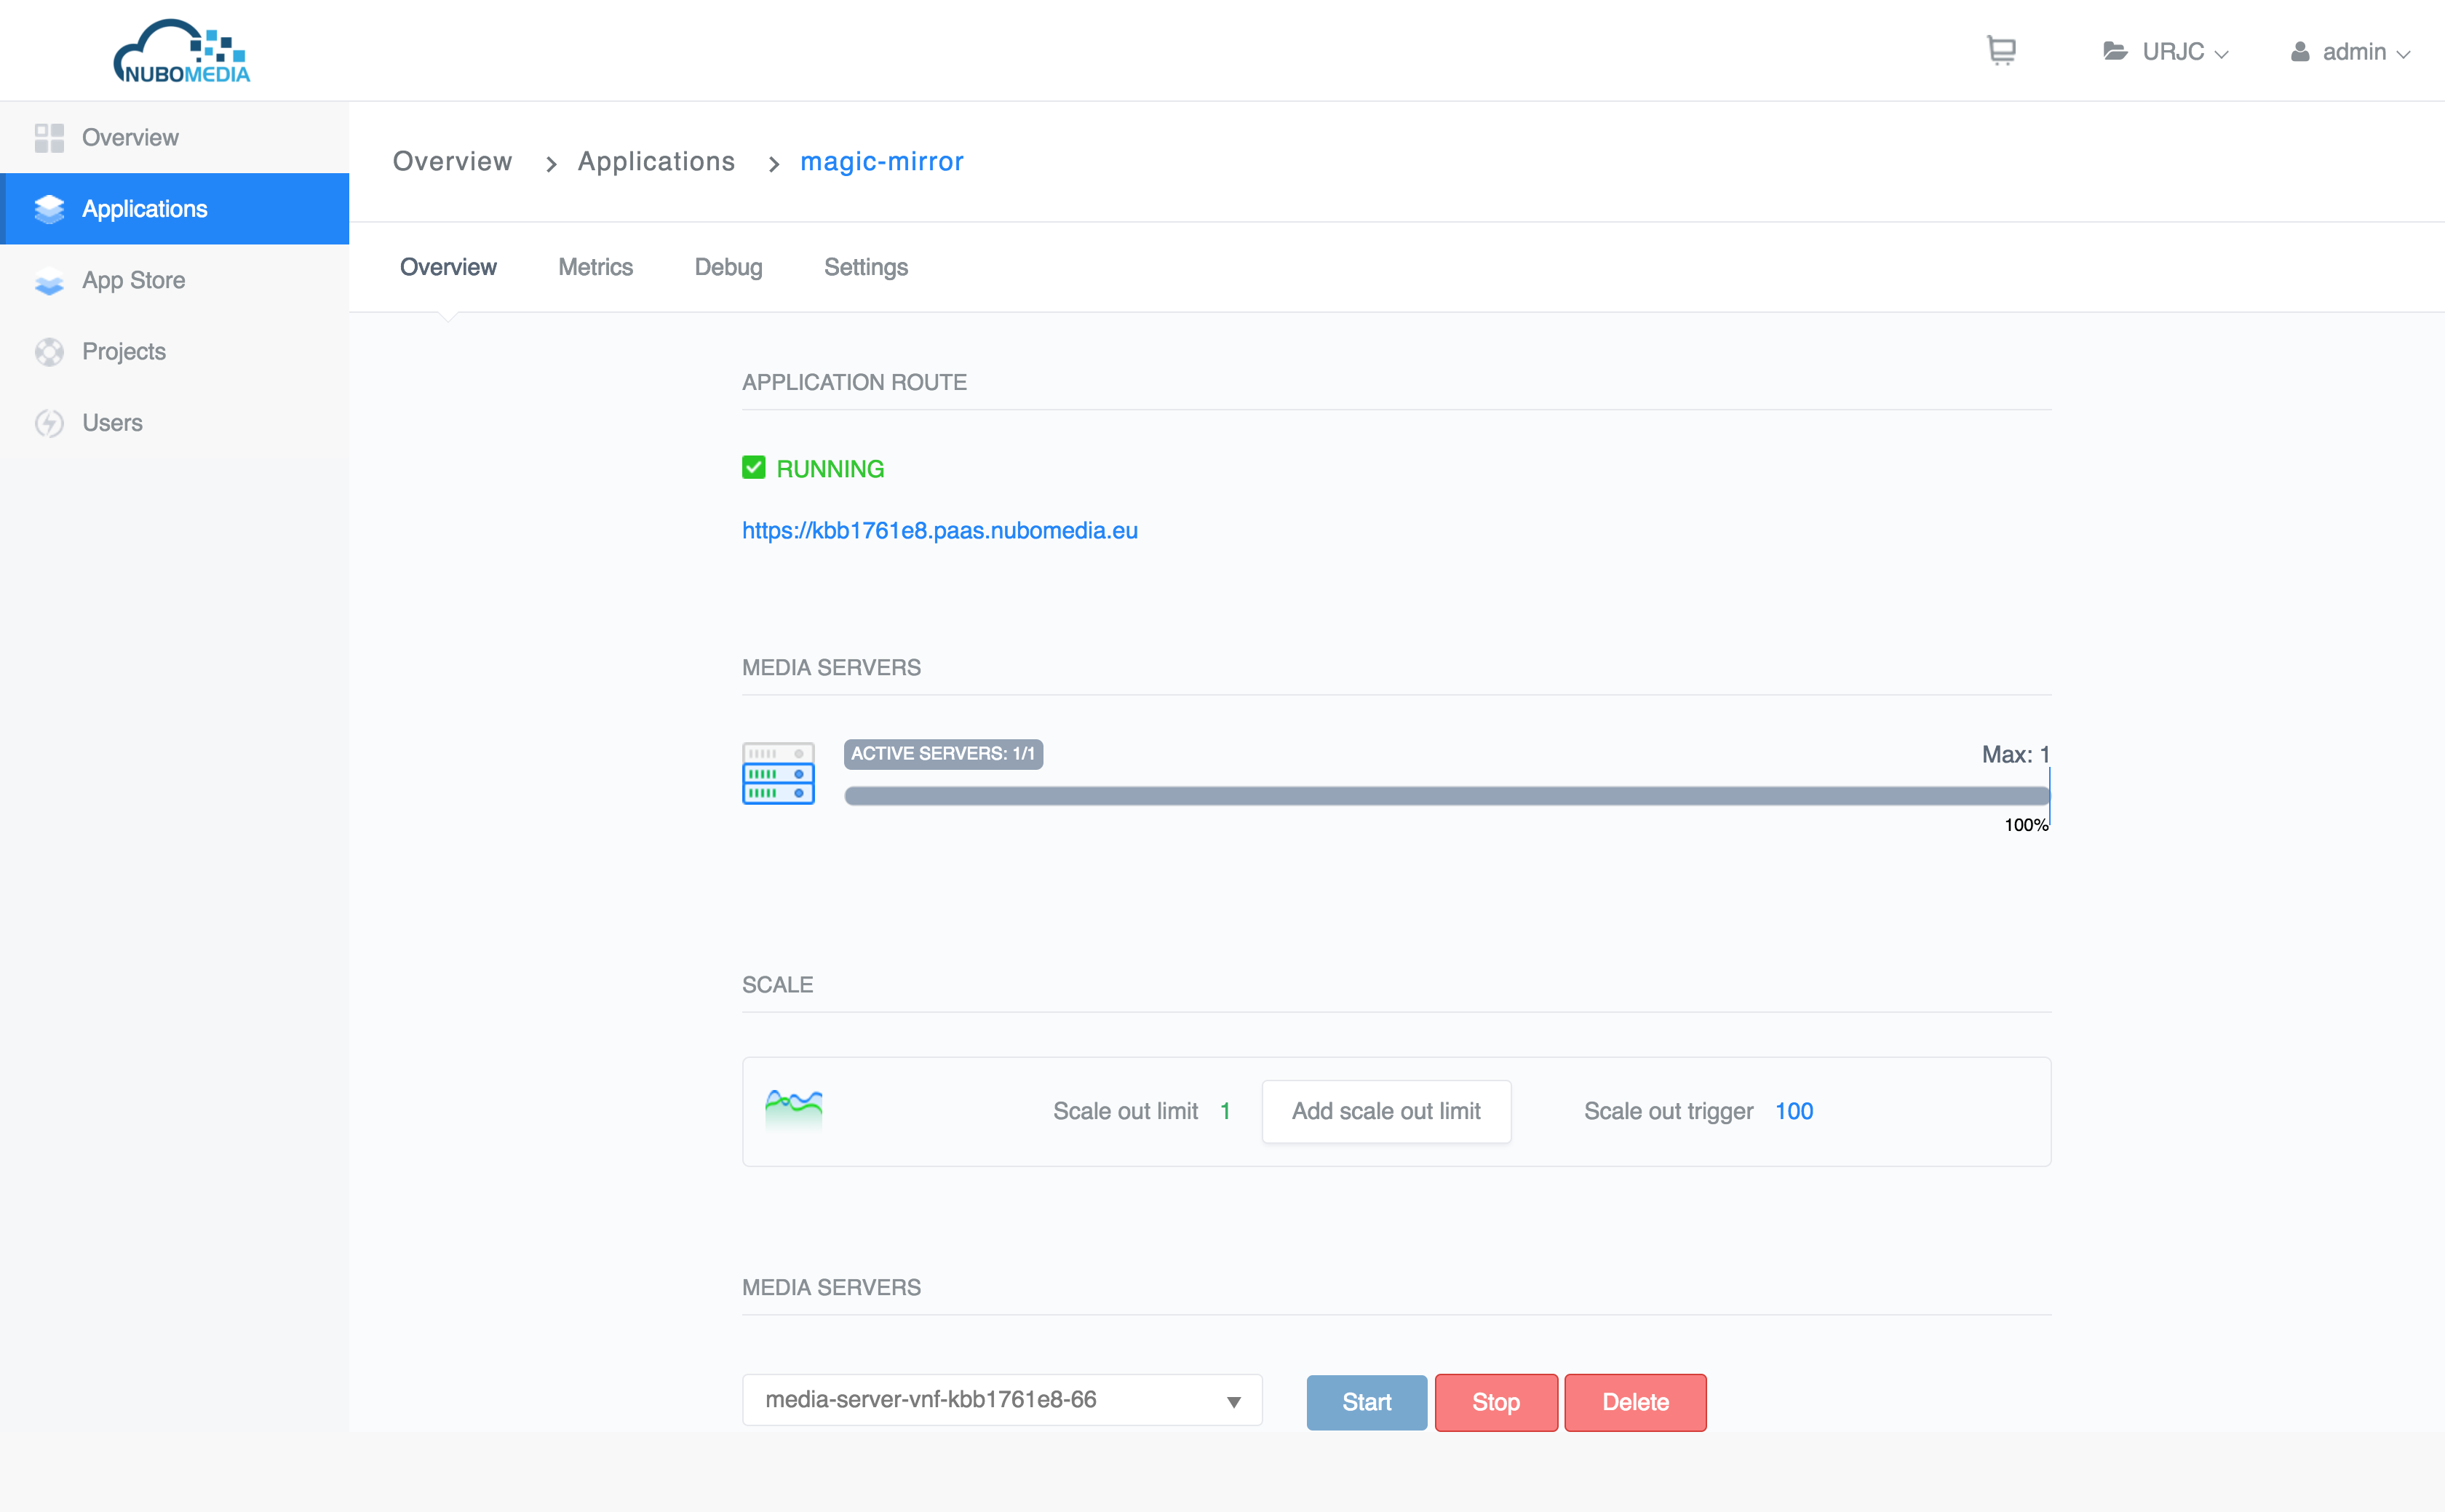 NUBOMEDIA
URJC
admin
Overview
Applications
App Store
Projects
Users
Overview > Applications > magic-mirror
Overview Metrics Debug Settings
APPLICATION ROUTE
RUNNING
https://kbb1761e8.paas.nubomedia.eu
MEDIA SERVERS
ACTIVE SERVERS: 1/1
Max: 1
100%
SCALE
Scale out limit 1 Add scale out limit Scale out trigger 100
MEDIA SERVERS
media-server-vnf-kbb1761e8-66 Start Stop Delete